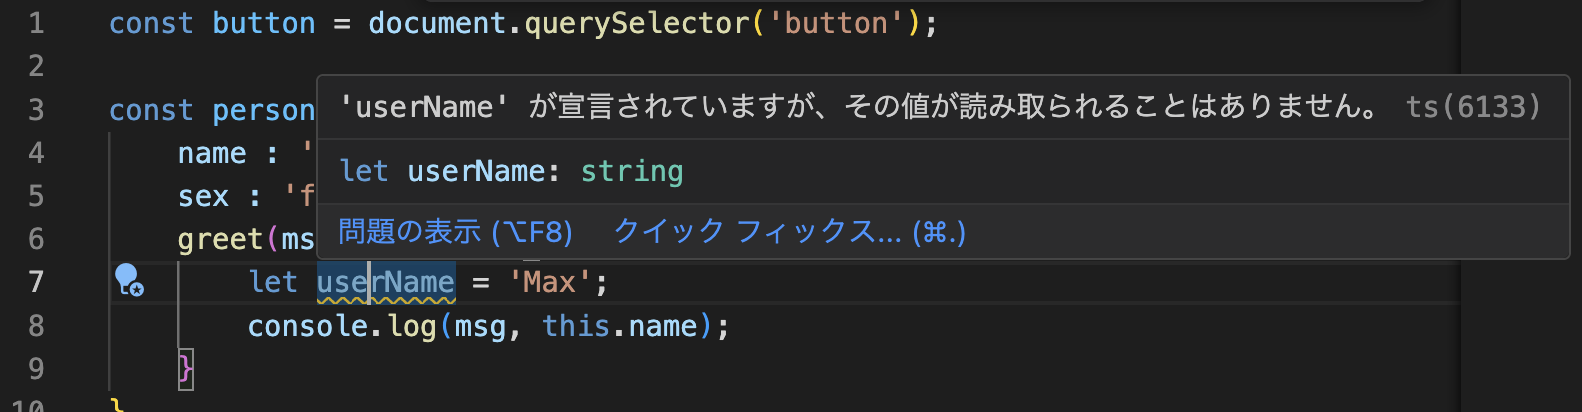 1 const button = document.querySelector('button');
2
3 const person
'userName' が宣言されていますが、その値が読み取られることはありません。 ts(6133)
4 name : '
let userName: string
5 sex : 'f
問題の表示 (⌥F8) クイック フィックス... (⌘.)
6 greet(ms
7 let userName = 'Max';
8 console.log(msg, this.name);
9 }
10 }